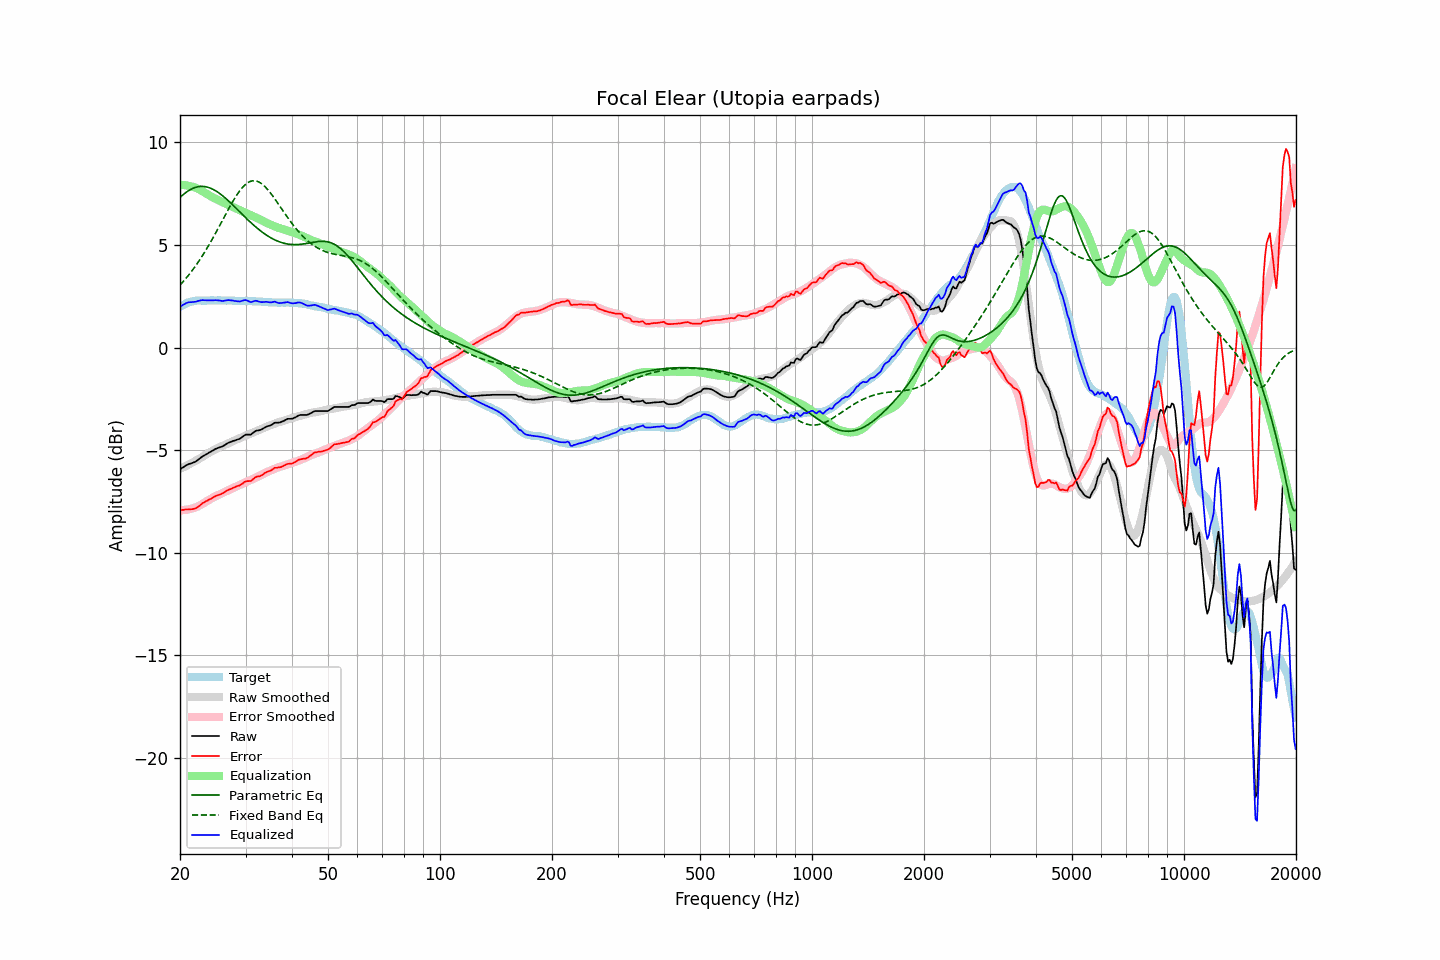 Focal Elear (Utopia earpads)
10
5
0
−5
−10
−15
−20
Amplitude (dBr)
Target
Raw Smoothed
Error Smoothed
Raw
Error
Equalization
Parametric Eq
Fixed Band Eq
Equalized
20 50 100 200 500 1000 2000 5000 10000 20000
Frequency (Hz)